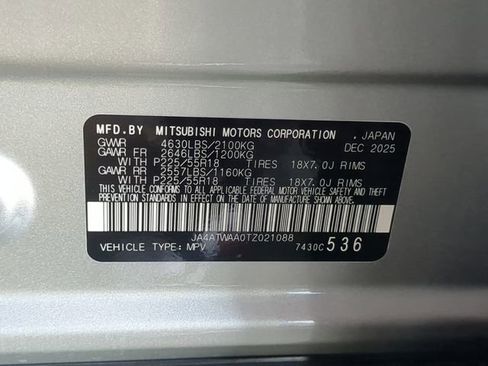 MFD.BY MITSUBISHI MOTORS CORPORATION , JAPAN
GVWR 4630LBS/2100KG DEC 2025
GAWR FR 2646LBS/1200KG
WITH P225/55R18 TIRES 18X7.0J RIMS
GAWR RR 2557LBS/1160KG
WITH P225/55R18 TIRES 18X7.0J RIMS
THIS VEHICLE CONFORMS TO ALL APPLICABLE FEDERAL MOTOR VEHICLE SAFETY, BUMPER,
AND THEFT PREVENTION STANDARDS IN EFFECT ON THE DATE OF MANUFACTURE SHOWN ABOVE.
JA4ATWAA0TZ021088
VEHICLE TYPE: MPV 7430C 536